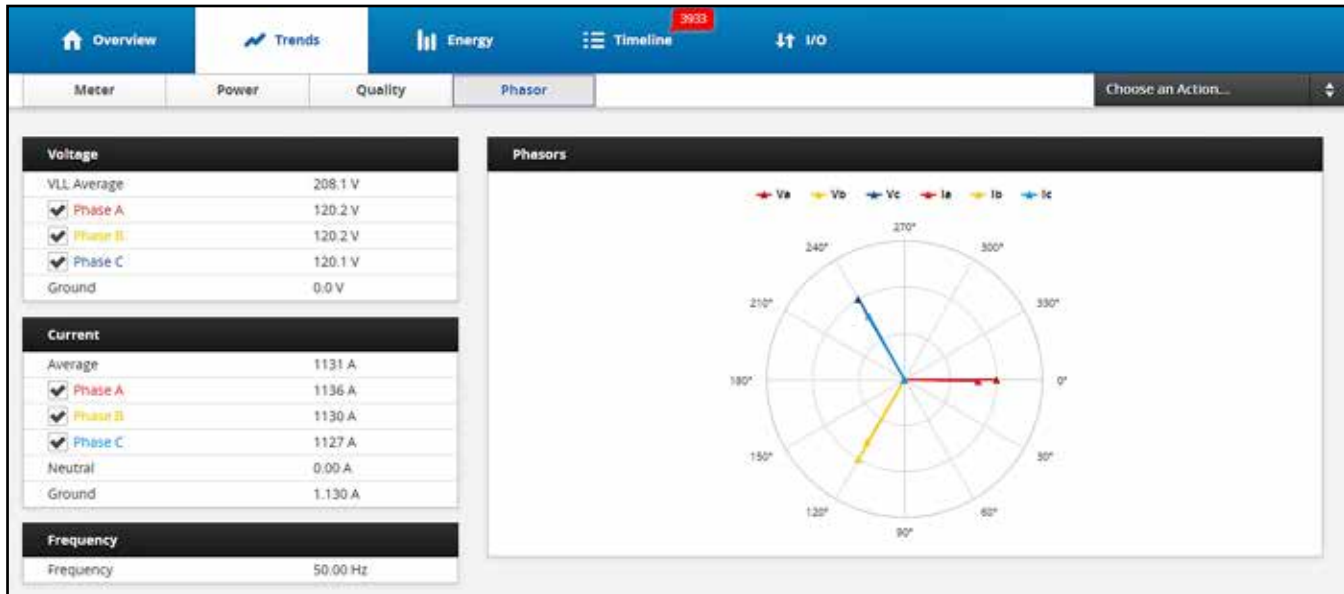 3933
Overview Trends Energy Timeline I/O
Meter Power Quality Phasor Choose an Action...
Voltage
VLL Average 208.1 V
Phase A 120.2 V
Phase B 120.2 V
Phase C 120.1 V
Ground 0.0 V
Current
Average 1131 A
Phase A 1136 A
Phase B 1130 A
Phase C 1127 A
Neutral 0.00 A
Ground 1.130 A
Frequency
Frequency 50.00 Hz
Phasors
Va Vb Vc Ia Ib Ic
270°
240° 300°
210° 330°
180° 0°
150° 30°
120° 60°
90°